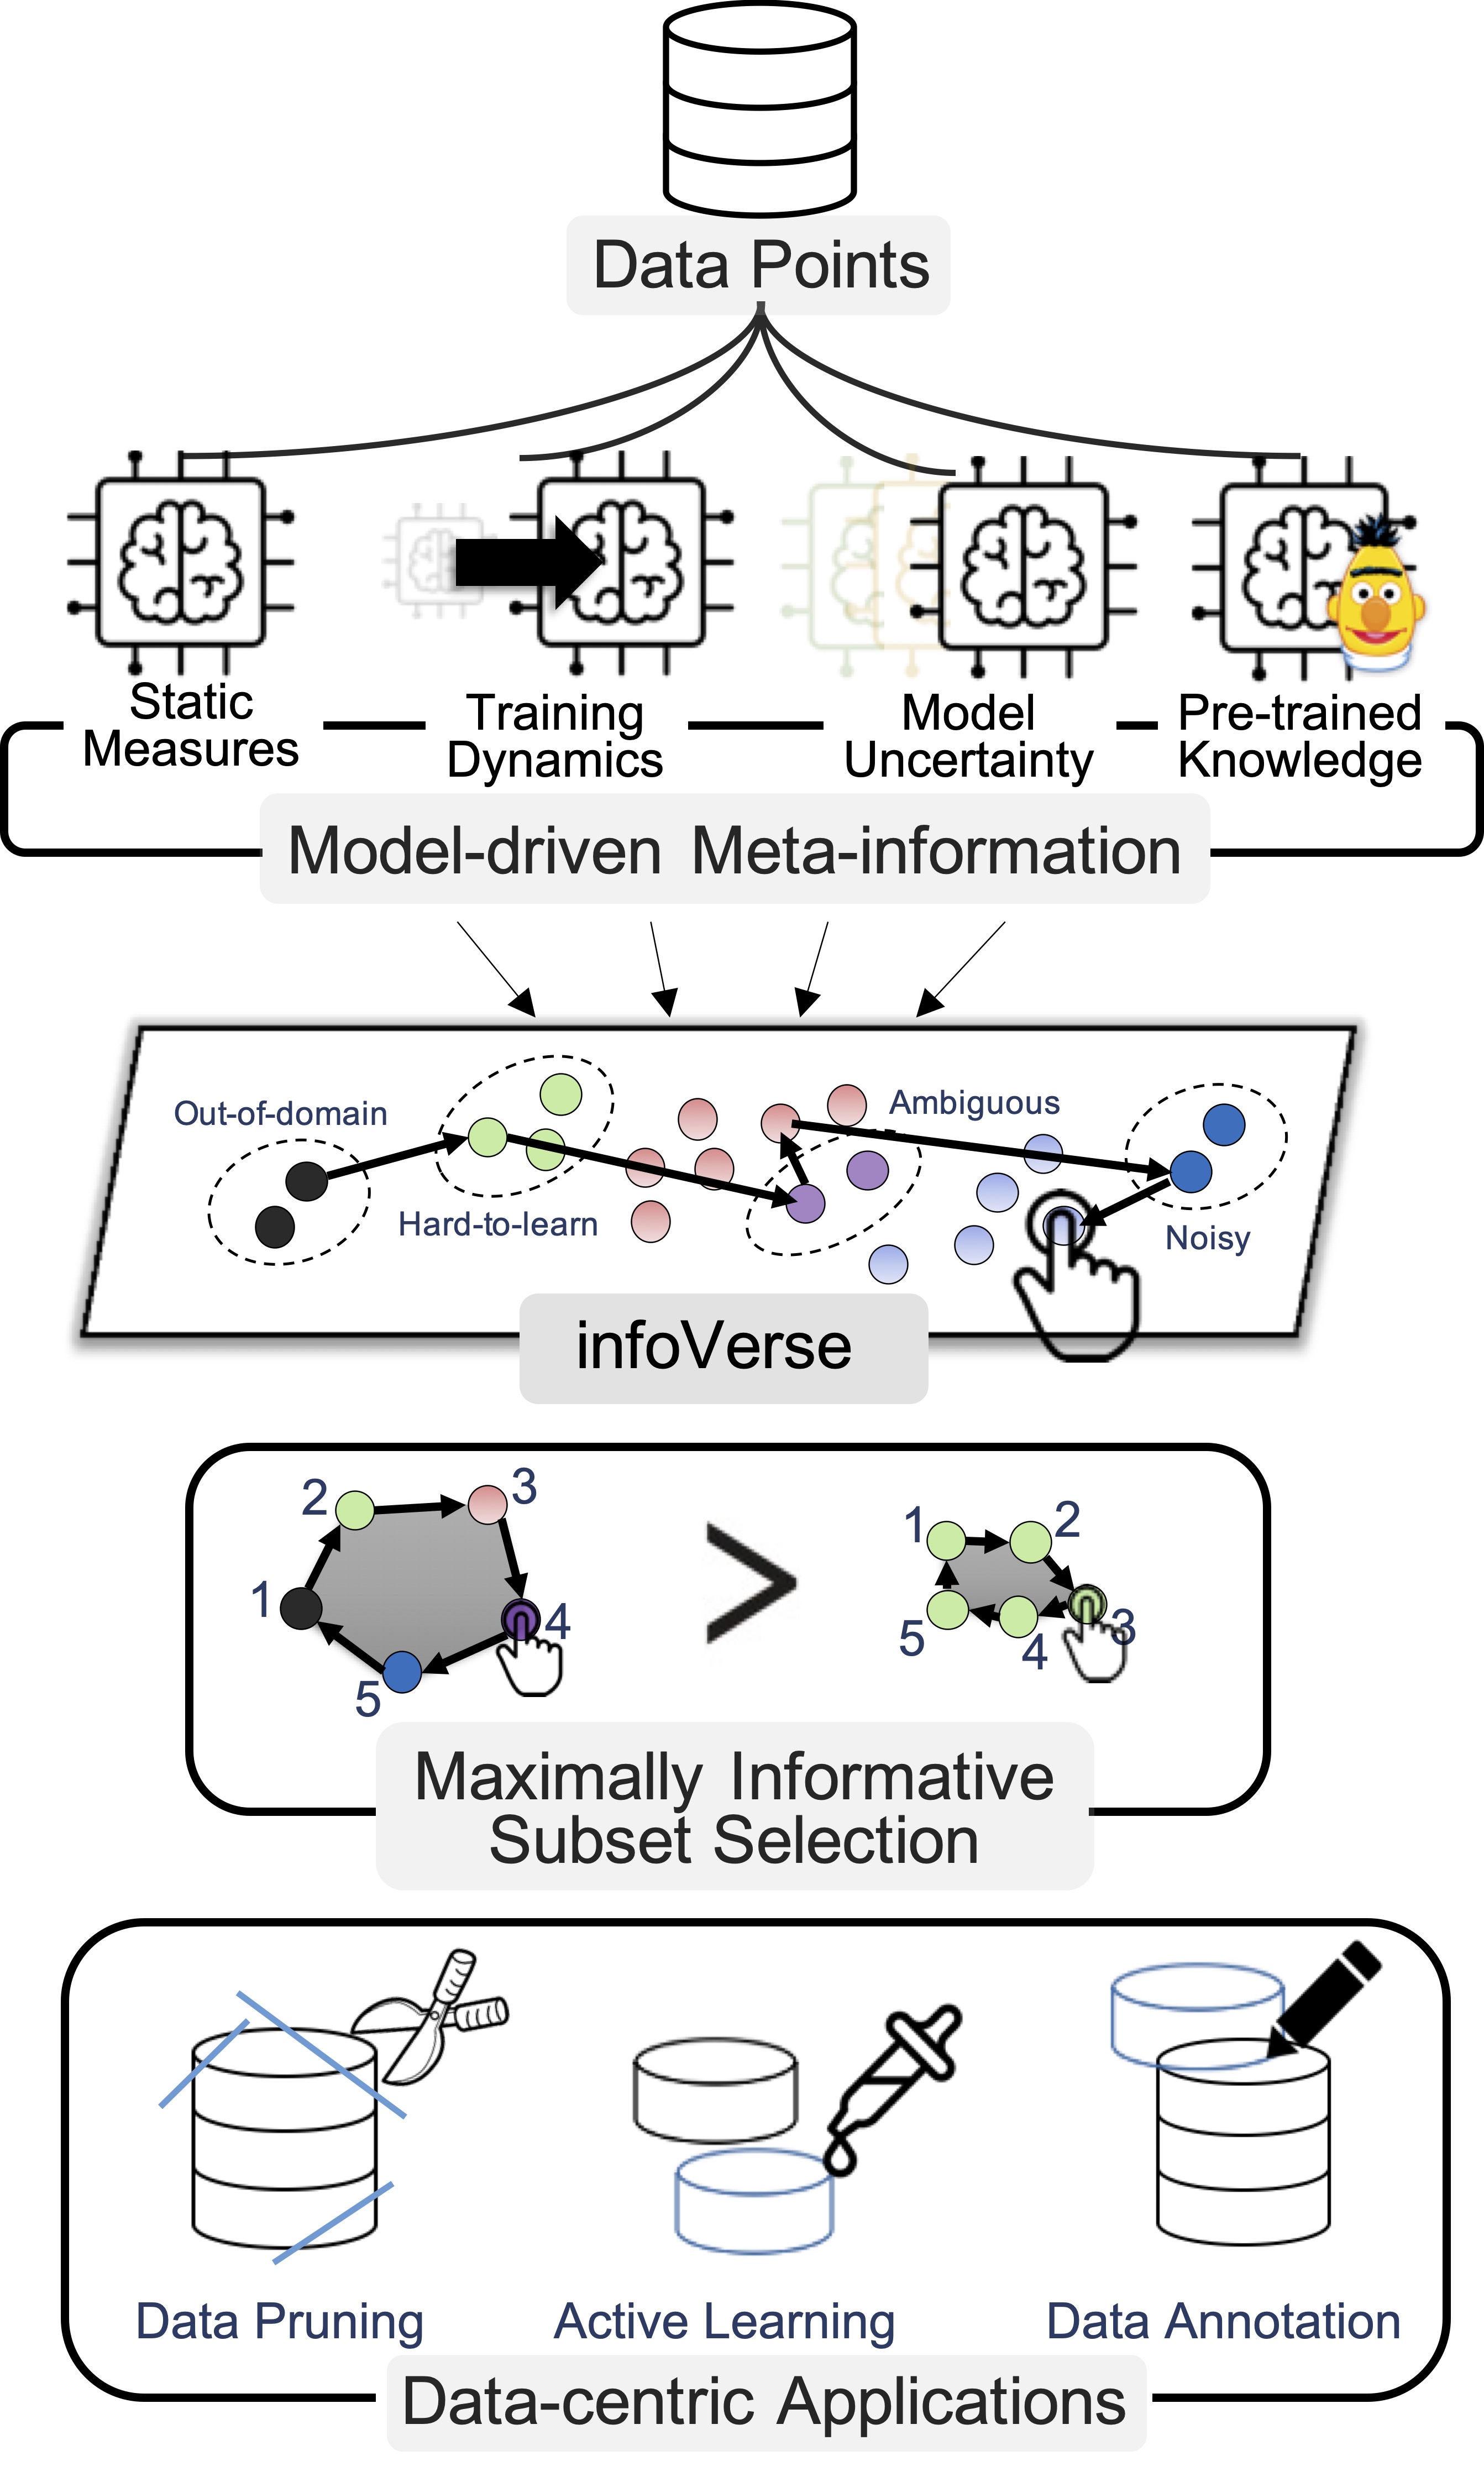 Data Points
Static
Measures
Training
Dynamics
Model
Uncertainty
Pre-trained
Knowledge
Model-driven Meta-information
Out-of-domain
Hard-to-learn
Ambiguous
Noisy
infoVerse
1
2
3
4
5
>
1
2
3
4
5
Maximally Informative
Subset Selection
Data Pruning
Active Learning
Data Annotation
Data-centric Applications